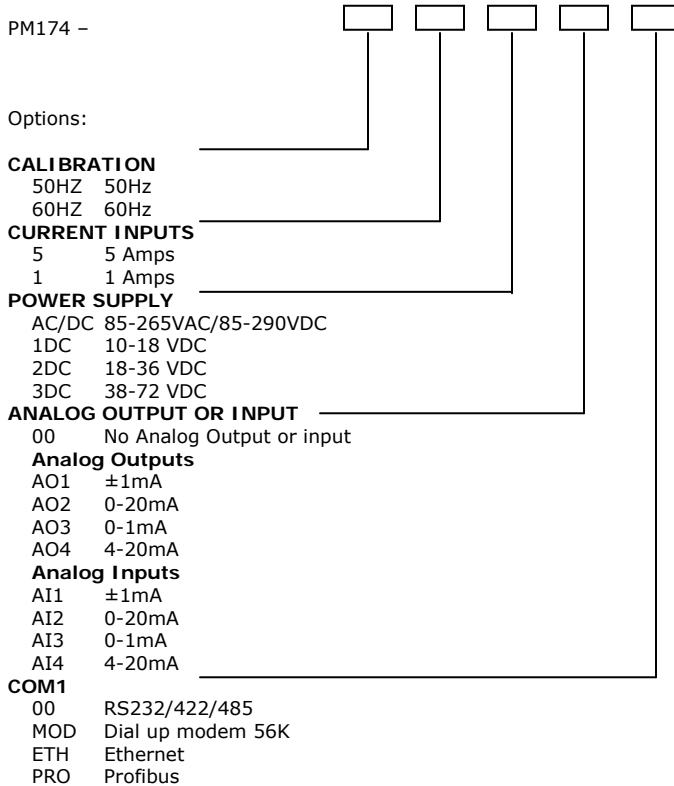 PM174 –
Options:
CALIBRATION
50HZ 50Hz
60HZ 60Hz
CURRENT INPUTS
5 5 Amps
1 1 Amps
POWER SUPPLY
AC/DC 85-265VAC/85-290VDC
1DC 10-18 VDC
2DC 18-36 VDC
3DC 38-72 VDC
ANALOG OUTPUT OR INPUT
00 No Analog Output or input
Analog Outputs
AO1 ±1mA
AO2 0-20mA
AO3 0-1mA
AO4 4-20mA
Analog Inputs
AI1 ±1mA
AI2 0-20mA
AI3 0-1mA
AI4 4-20mA
COM1
00 RS232/422/485
MOD Dial up modem 56K
ETH Ethernet
PRO Profibus